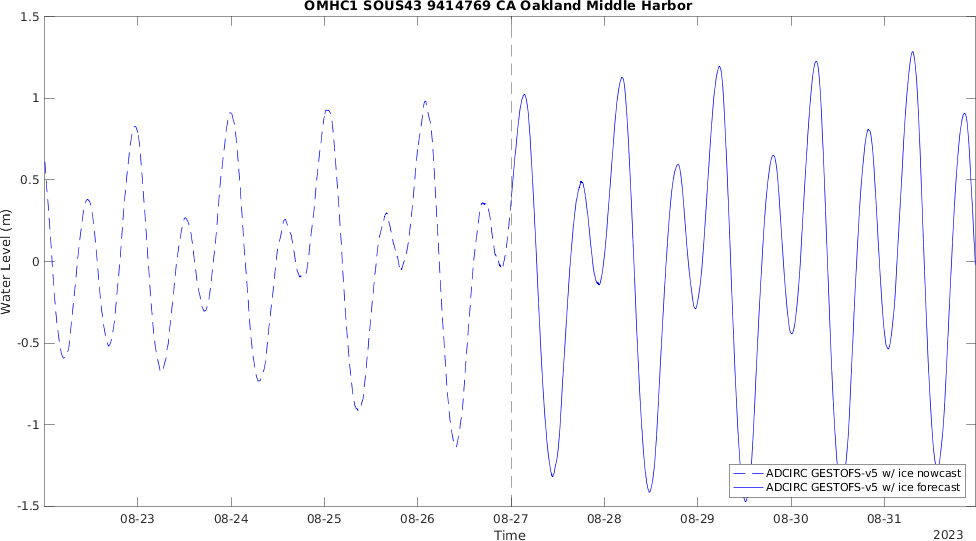 OMHC1 SOUS43 9414769 CA Oakland Middle Harbor
1.5
1
0.5
0
-0.5
-1
-1.5
Water Level (m)
08-23 08-24 08-25 08-26 08-27 08-28 08-29 08-30 08-31
Time
2023
ADCIRC GESTOFS-v5 w/ ice nowcast
ADCIRC GESTOFS-v5 w/ ice forecast